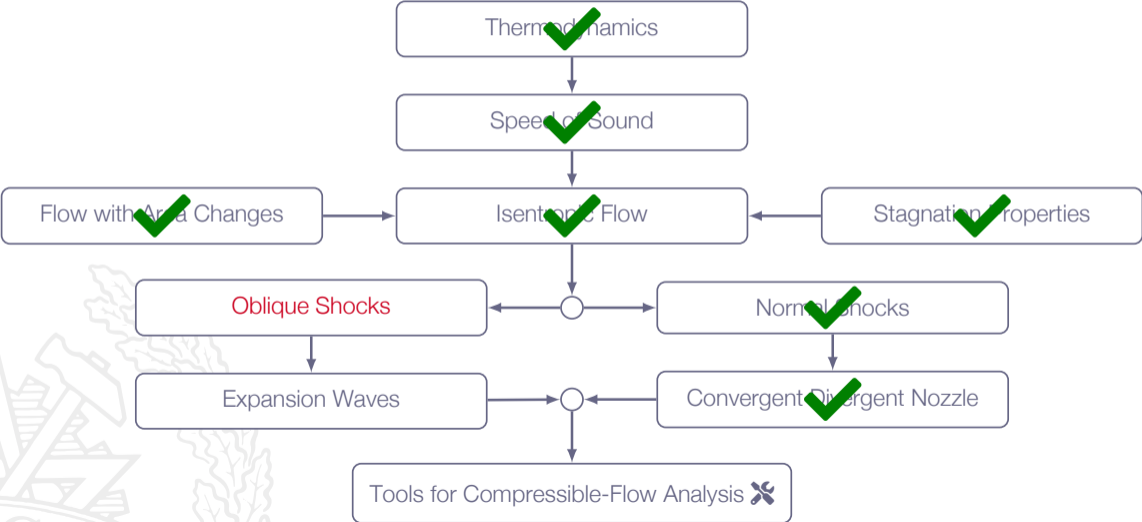 Thermodynamics
Speed of Sound
Flow with Area Changes
Isentropic Flow
Stagnation Properties
Oblique Shocks
Normal Shocks
Expansion Waves
Convergent Divergent Nozzle
Tools for Compressible-Flow Analysis